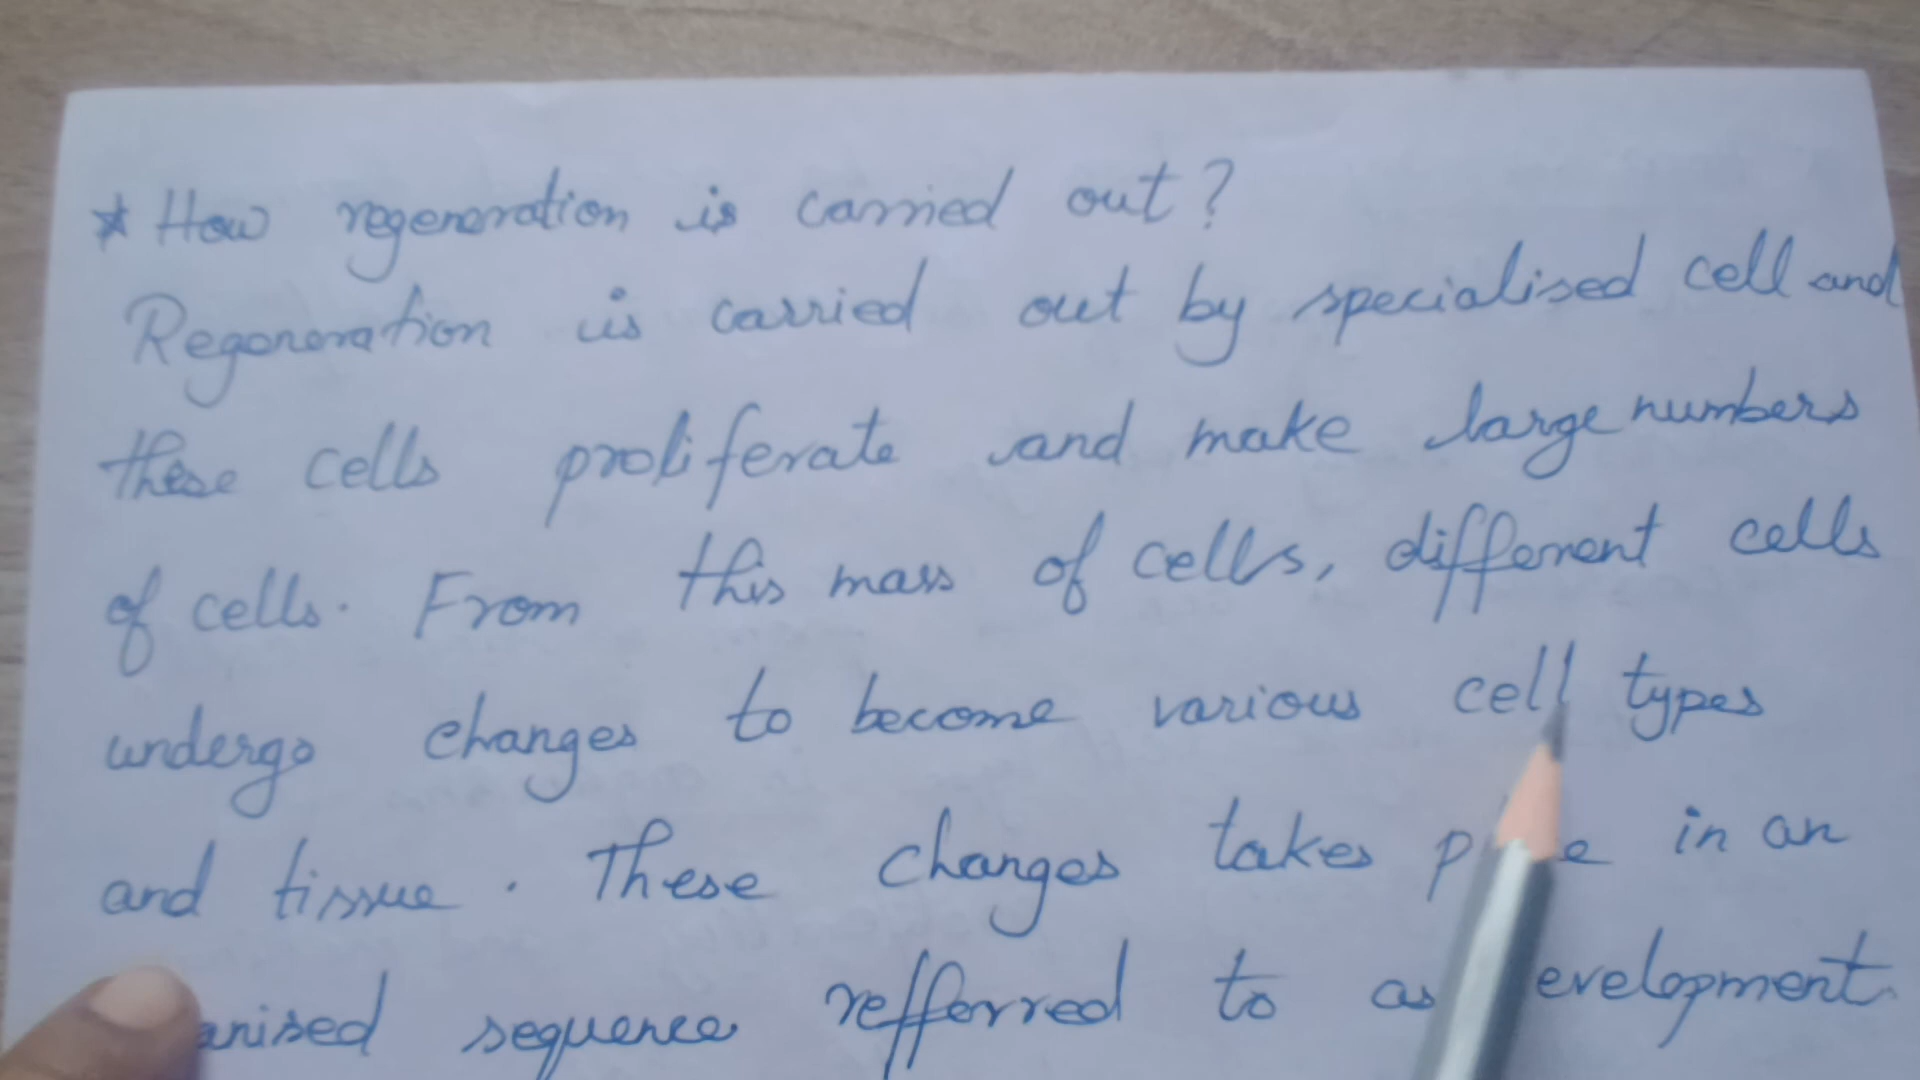 * How regeneration is carried out?
Regeneration is carried out by specialised cell and
these cells proliferate and make large numbers
of cells. From this mass of cells, different cells
undergo changes to become various cell types
and tissue. These changes takes in an
sequence refferred to as